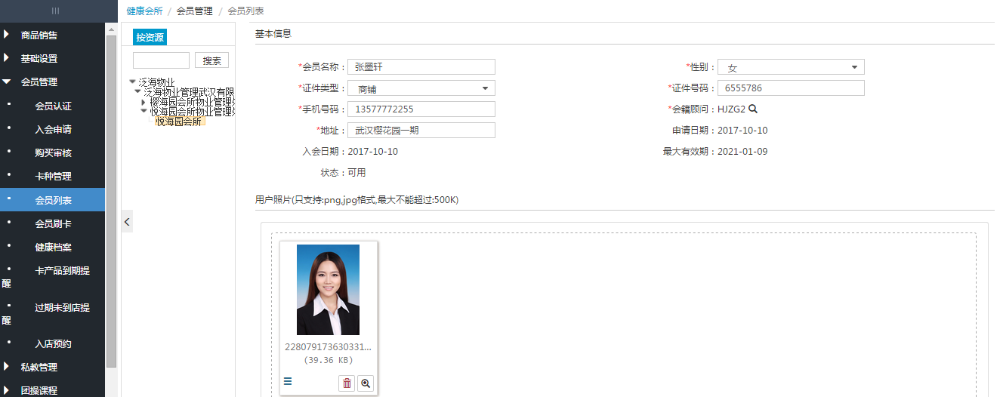 健康会所 / 会员管理 / 会员列表
商品销售
基础设置
会员管理
会员认证
入会申请
购买审核
卡种管理
会员列表
会员刷卡
健康档案
卡产品到期提
醒
过期未到店提
醒
入店预约
私教管理
团操课程
按资源
搜索
泛海物业
泛海物业管理武汉有限
樱海园会所物业管理处
悦海园会所物业管理处
悦海园会所
基本信息
*会员名称： 张墨轩 *性别： 女
*证件类型： 商铺 *证件号码： 6555786
*手机号码： 13577772255 *会籍顾问： HJZG2
*地址： 武汉樱花园一期 申请日期： 2017-10-10
入会日期： 2017-10-10 最大有效期： 2021-01-09
状态： 可用
用户照片(只支持:png,jpg格式,最大不能超过:500K)
228079173630331...
(39.36 KB)